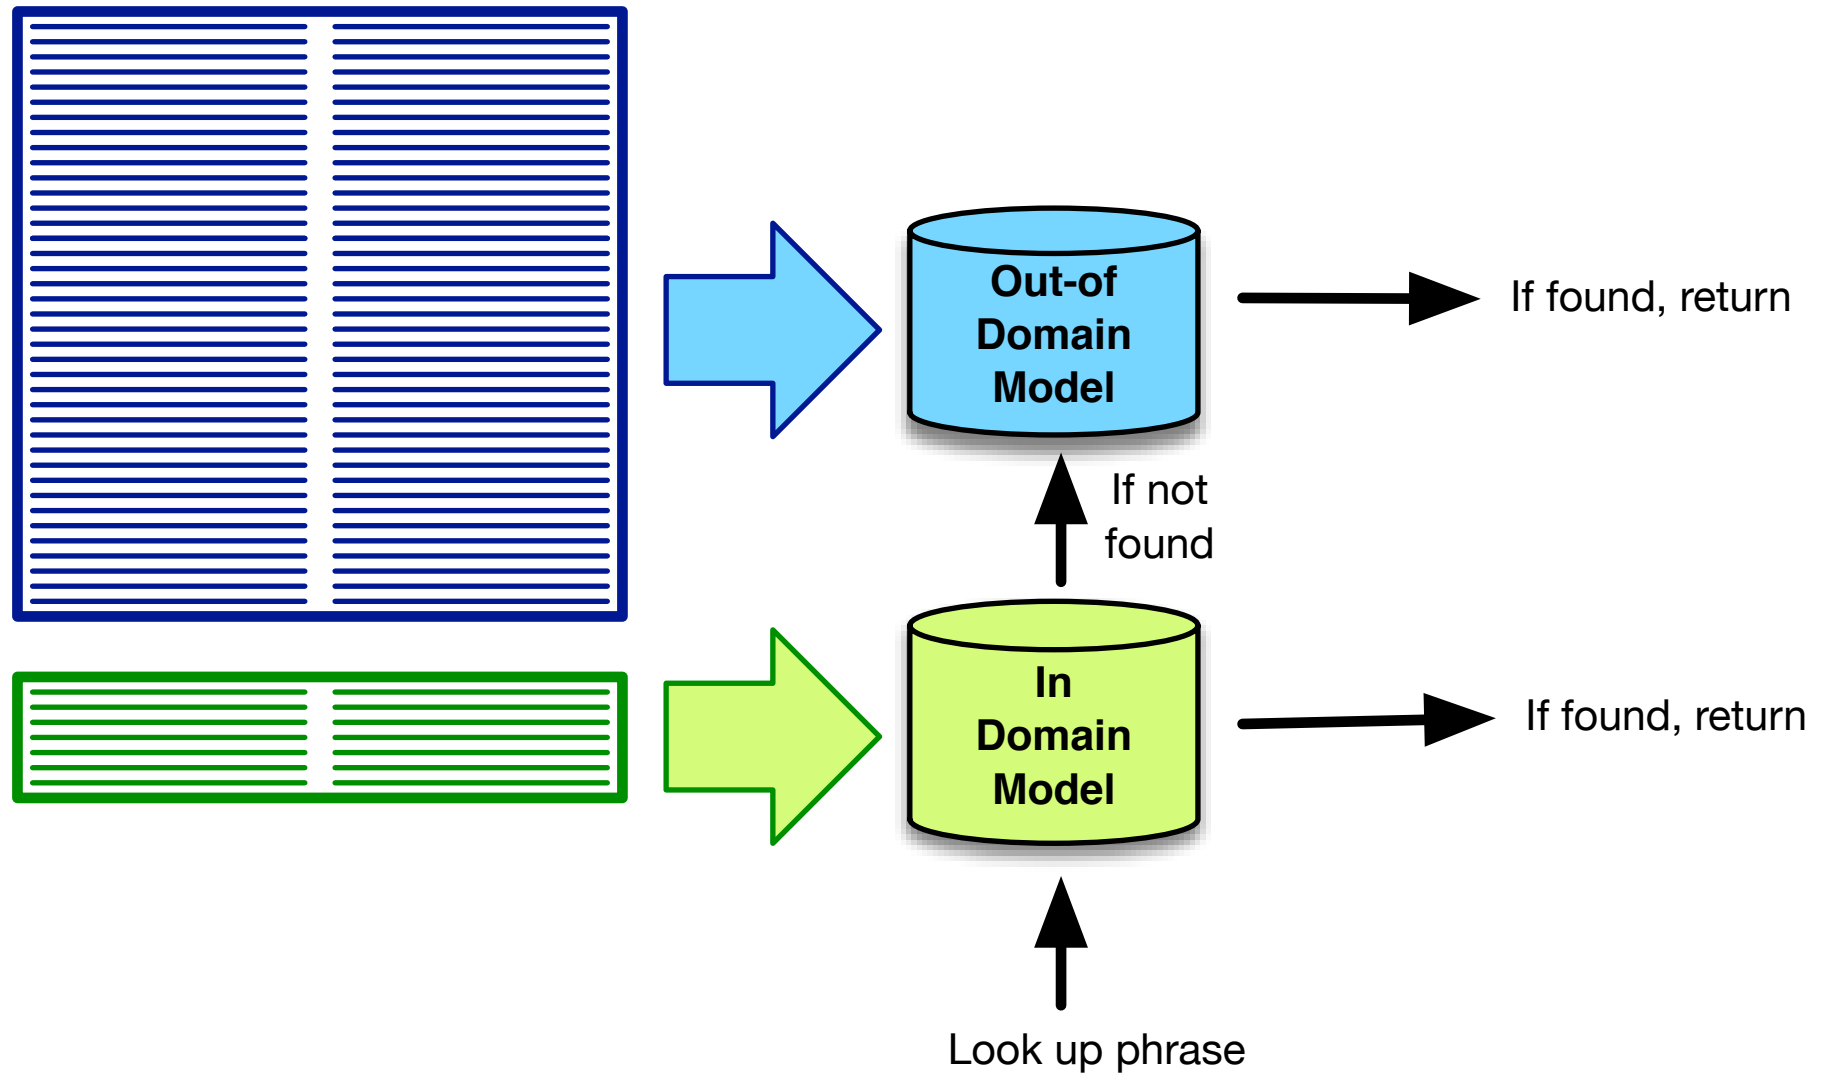 Out-of
Domain
Model
If found, return
If not
found
In
Domain
Model
If found, return
Look up phrase